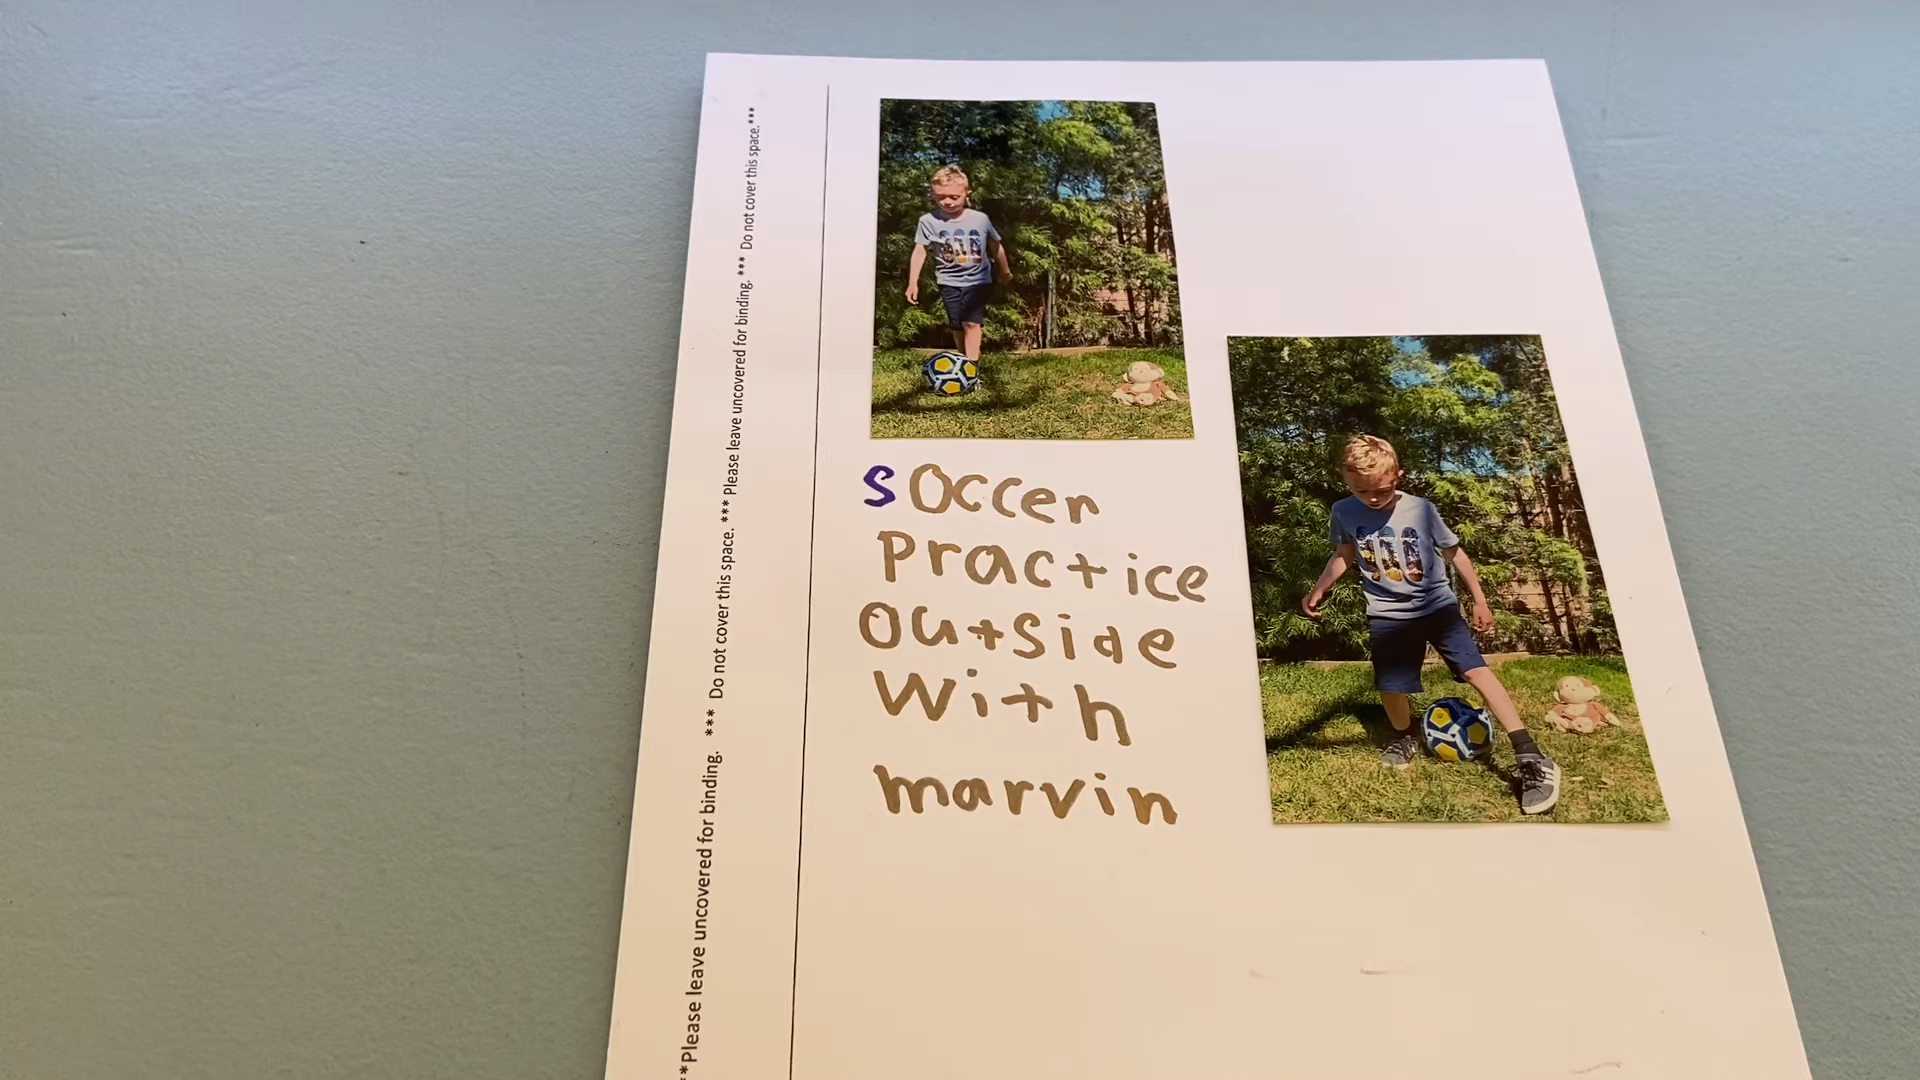 **Please leave uncovered for binding. *** Do not cover this space. *** Please leave uncovered for binding. *** Do not cover this space.***
sOccer
Practice
Outside
With
marvin